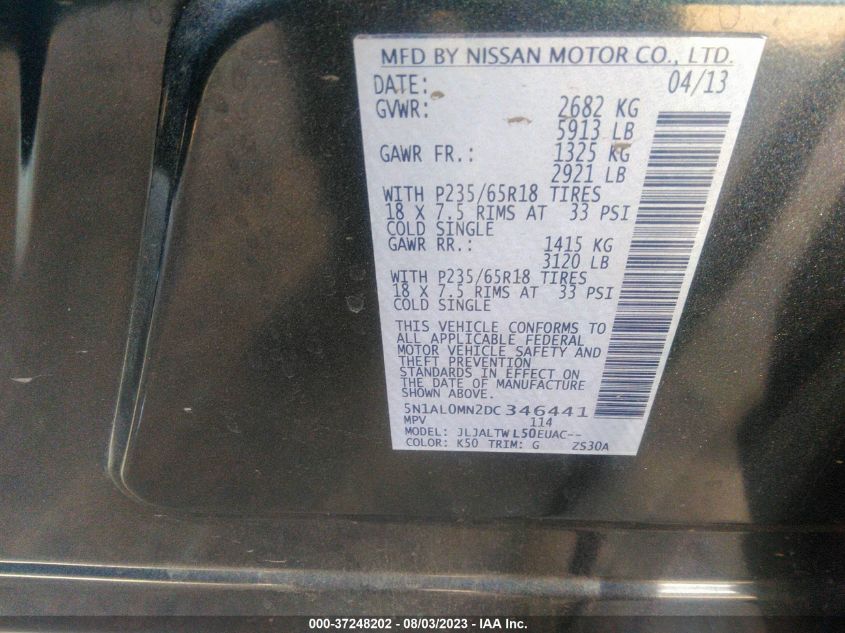 MFD BY NISSAN MOTOR CO., LTD.
DATE: 04/13
GVWR: 2682 KG
5913 LB
GAWR FR.: 1325 KG
2921 LB
WITH P235/65R18 TIRES
18 X 7.5 RIMS AT 33 PSI
COLD SINGLE
GAWR RR.: 1415 KG
3120 LB
WITH P235/65R18 TIRES
18 X 7.5 RIMS AT 33 PSI
COLD SINGLE
THIS VEHICLE CONFORMS TO
ALL APPLICABLE FEDERAL
MOTOR VEHICLE SAFETY AND
THEFT PREVENTION
STANDARDS IN EFFECT ON
THE DATE OF MANUFACTURE
SHOWN ABOVE.
5N1AL0MN2DC346441
MPV 114
MODEL: JLJALTWL50EUAC--
COLOR: K50 TRIM: G ZS30A
000-37248202 - 08/03/2023 - IAA Inc.